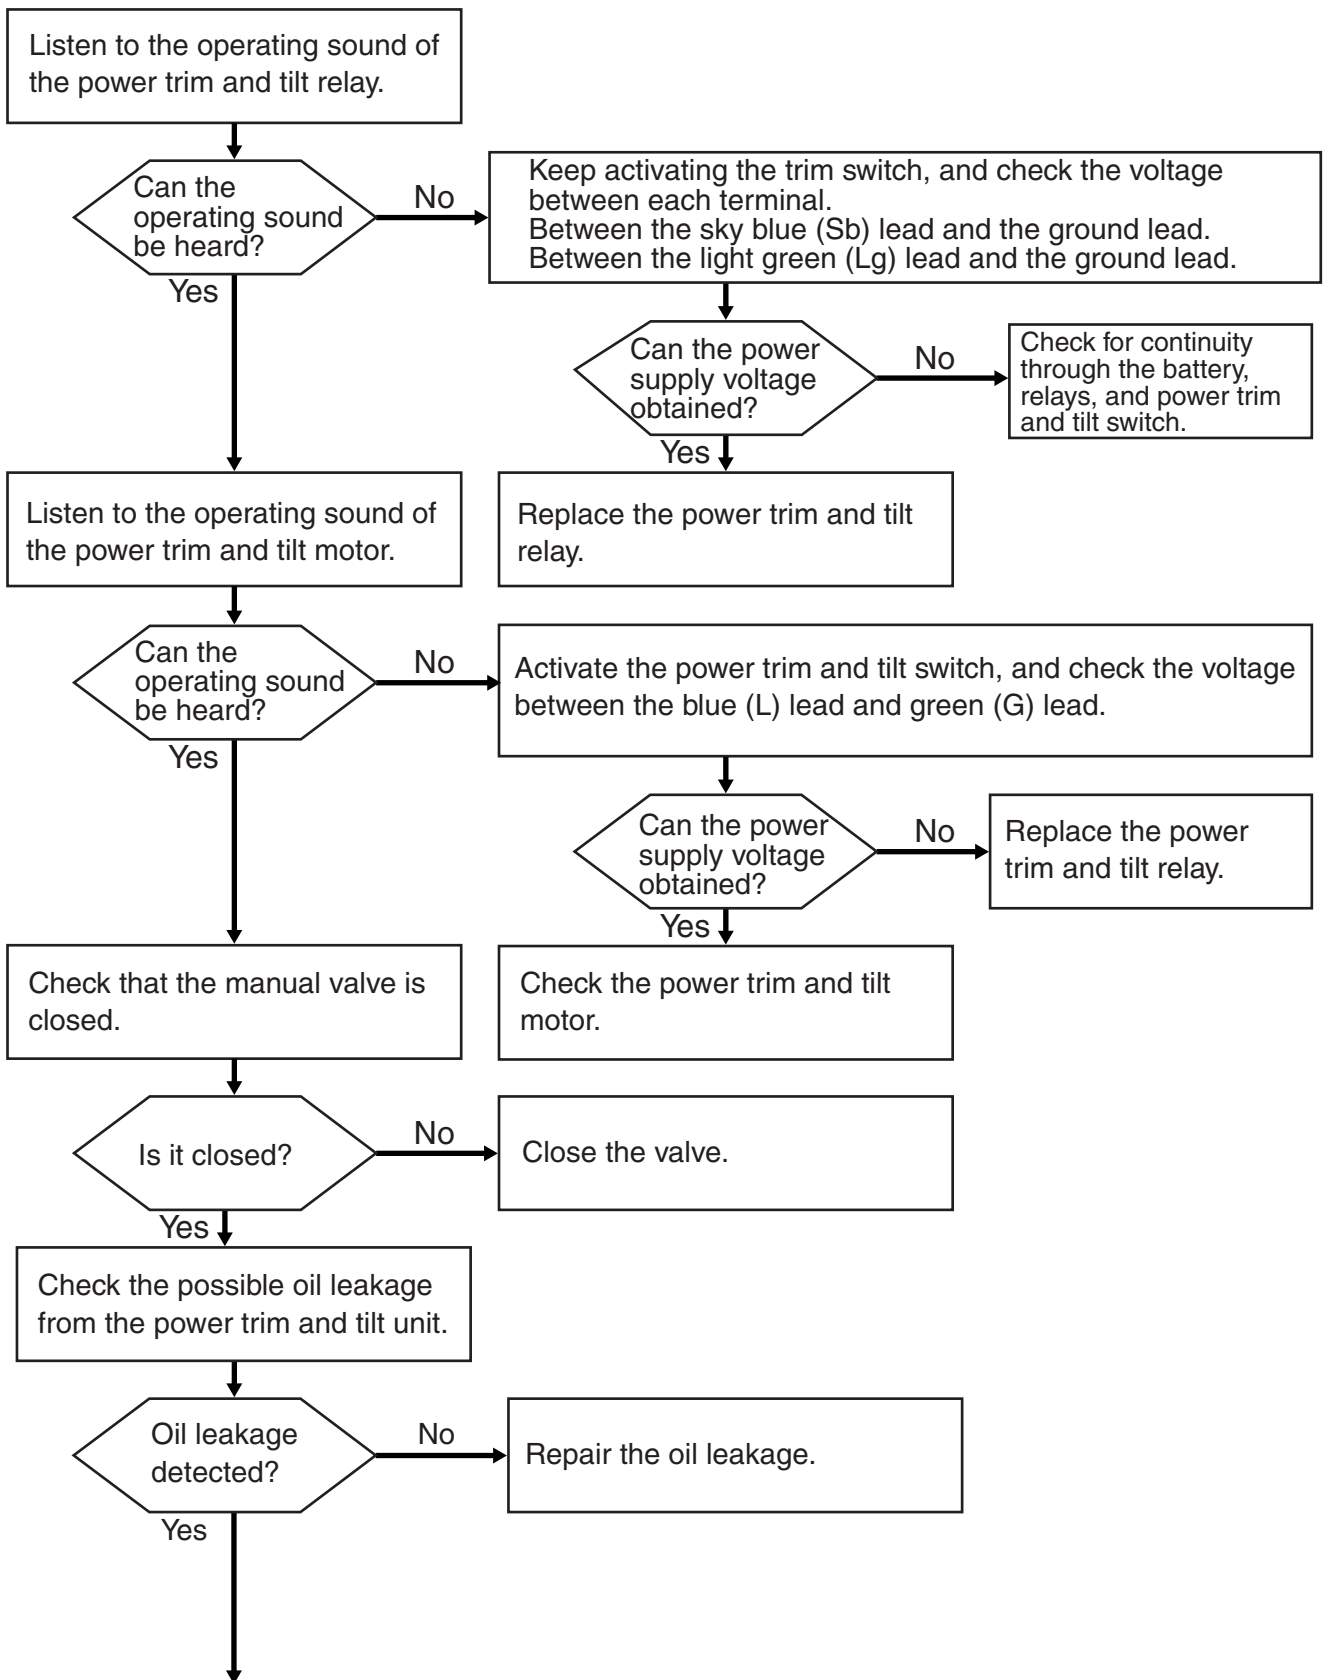 Listen to the operating sound of
the power trim and tilt relay.
Can the
operating sound
be heard?
No
Yes
Keep activating the trim switch, and check the voltage
between each terminal.
Between the sky blue (Sb) lead and the ground lead.
Between the light green (Lg) lead and the ground lead.
Can the power
supply voltage
obtained?
No
Yes
Check for continuity
through the battery,
relays, and power trim
and tilt switch.
Listen to the operating sound of
the power trim and tilt motor.
Replace the power trim and tilt
relay.
Can the
operating sound
be heard?
No
Yes
Activate the power trim and tilt switch, and check the voltage
between the blue (L) lead and green (G) lead.
Can the power
supply voltage
obtained?
No
Yes
Replace the power
trim and tilt relay.
Check that the manual valve is
closed.
Check the power trim and tilt
motor.
Is it closed?
No
Yes
Close the valve.
Check the possible oil leakage
from the power trim and tilt unit.
Oil leakage
detected?
No
Yes
Repair the oil leakage.